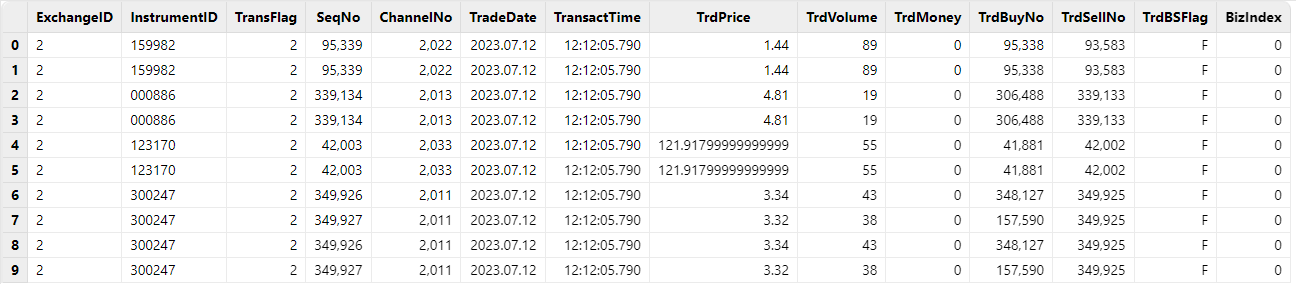 ExchangeID InstrumentID TransFlag SeqNo ChannelNo TradeDate TransactTime TrdPrice TrdVolume TrdMoney TrdBuyNo TrdSellNo TrdBSFlag BizIndex
0 2 159982 2 95,339 2,022 2023.07.12 12:12:05.790 1.44 89 0 95,338 93,583 F 0
1 2 159982 2 95,339 2,022 2023.07.12 12:12:05.790 1.44 89 0 95,338 93,583 F 0
2 2 000886 2 339,134 2,013 2023.07.12 12:12:05.790 4.81 19 0 306,488 339,133 F 0
3 2 000886 2 339,134 2,013 2023.07.12 12:12:05.790 4.81 19 0 306,488 339,133 F 0
4 2 123170 2 42,003 2,033 2023.07.12 12:12:05.790 121.91799999999999 55 0 41,881 42,002 F 0
5 2 123170 2 42,003 2,033 2023.07.12 12:12:05.790 121.91799999999999 55 0 41,881 42,002 F 0
6 2 300247 2 349,926 2,011 2023.07.12 12:12:05.790 3.34 43 0 348,127 349,925 F 0
7 2 300247 2 349,927 2,011 2023.07.12 12:12:05.790 3.32 38 0 157,590 349,925 F 0
8 2 300247 2 349,926 2,011 2023.07.12 12:12:05.790 3.34 43 0 348,127 349,925 F 0
9 2 300247 2 349,927 2,011 2023.07.12 12:12:05.790 3.32 38 0 157,590 349,925 F 0